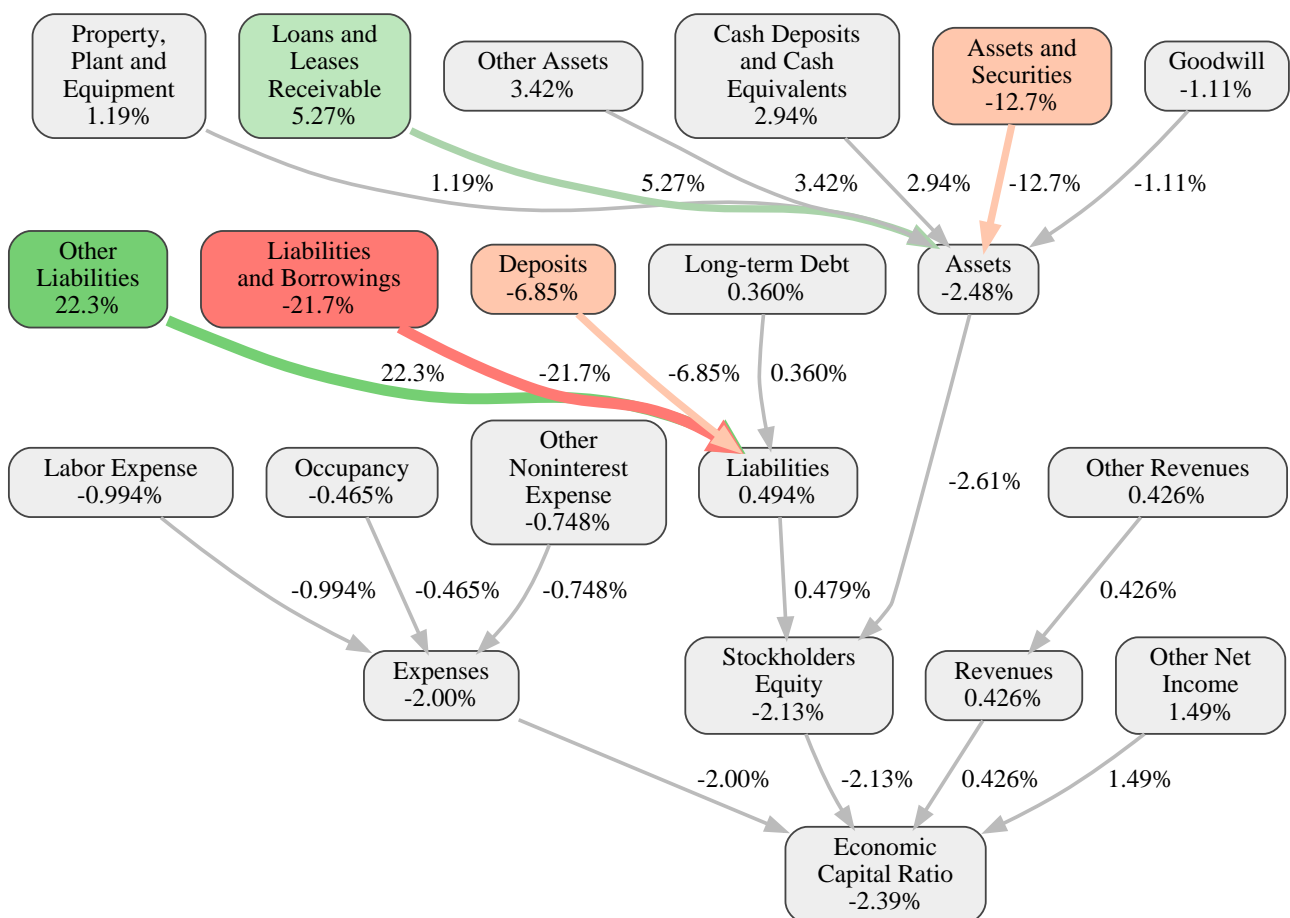 Property,
Plant and
Equipment
1.19%
Loans and
Leases
Receivable
5.27%
Other Assets
3.42%
Cash Deposits
and Cash
Equivalents
2.94%
Assets and
Securities
-12.7%
Goodwill
-1.11%
1.19%
5.27%
3.42%
2.94%
-12.7%
-1.11%
Other
Liabilities
22.3%
Liabilities
and Borrowings
-21.7%
Deposits
-6.85%
Long-term Debt
0.360%
Assets
-2.48%
22.3%
-21.7%
-6.85%
0.360%
Labor Expense
-0.994%
Occupancy
-0.465%
Other
Noninterest
Expense
-0.748%
Liabilities
0.494%
-2.61%
Other Revenues
0.426%
-0.994%
-0.465%
-0.748%
0.479%
0.426%
Expenses
-2.00%
Stockholders
Equity
-2.13%
Revenues
0.426%
Other Net
Income
1.49%
-2.00%
-2.13%
0.426%
1.49%
Economic
Capital Ratio
-2.39%